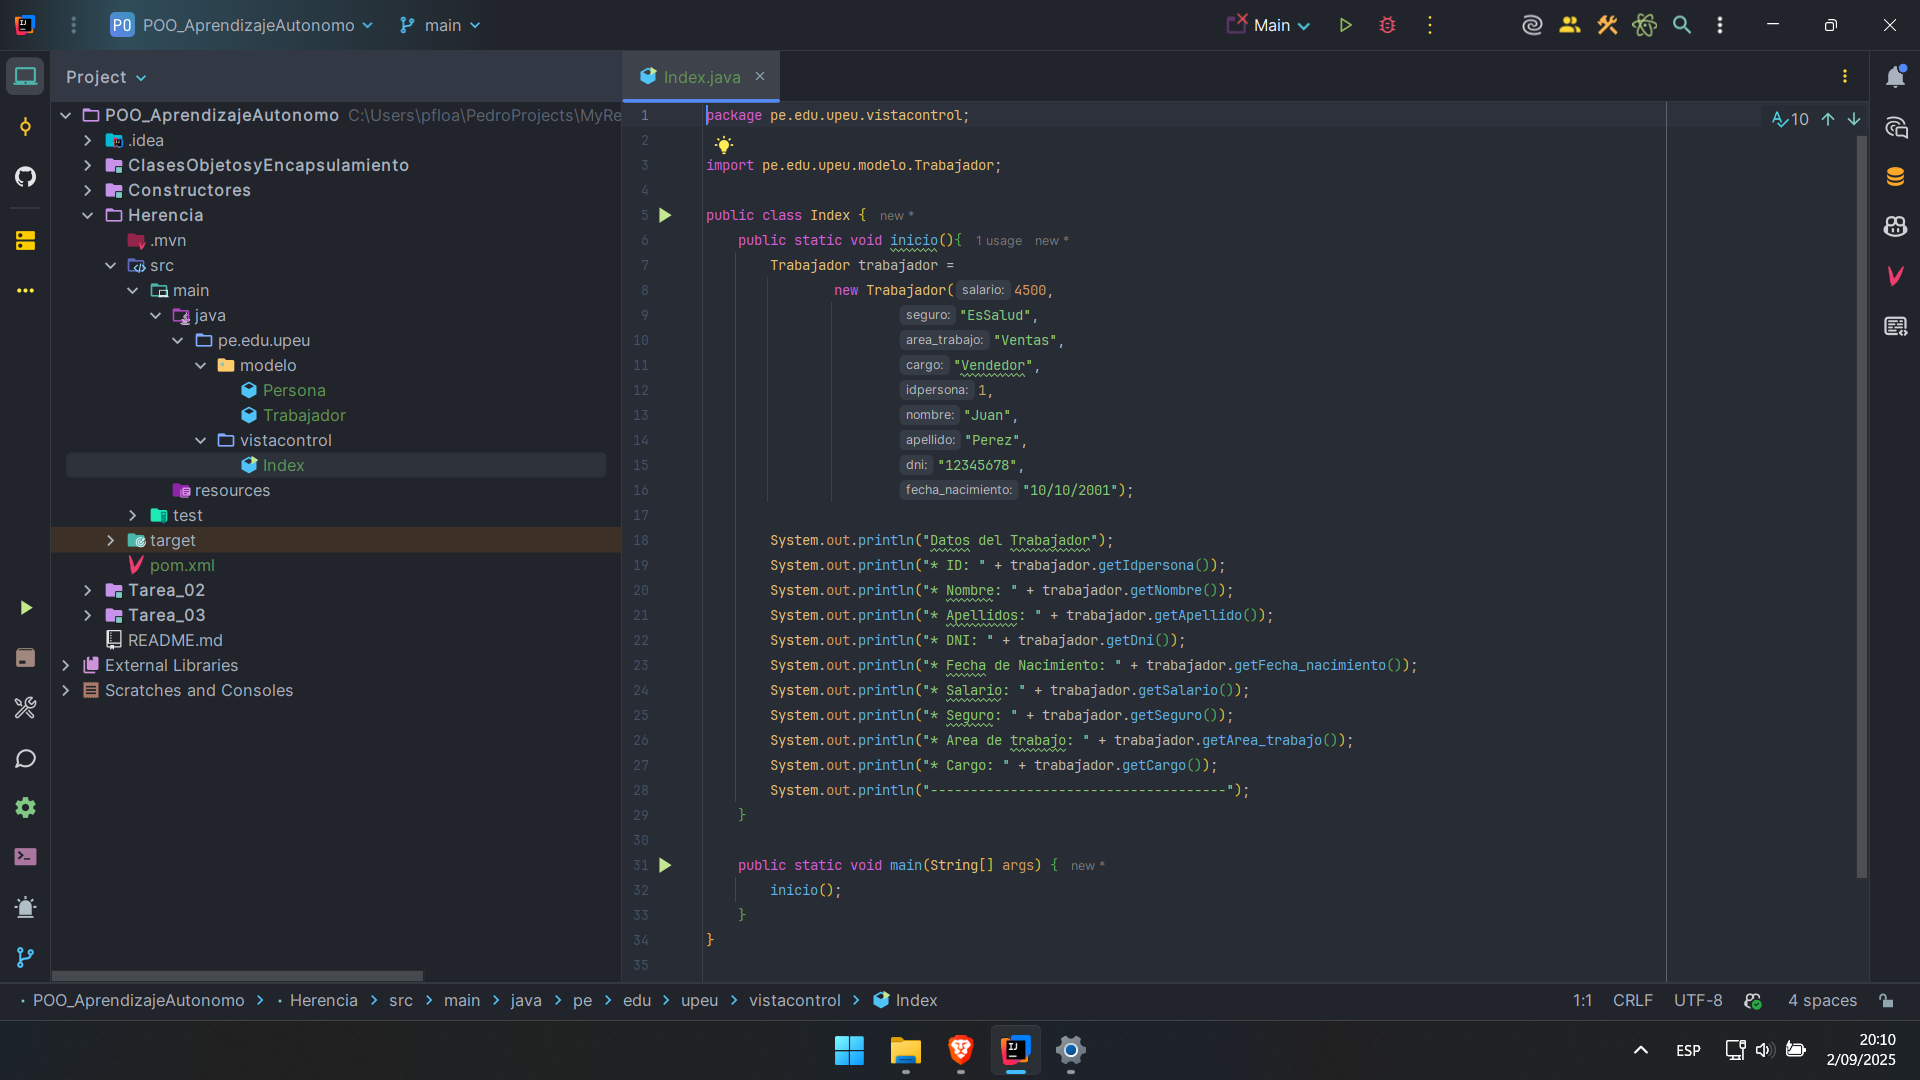 PO POO_AprendizajeAutonomo main Main
Project
POO_AprendizajeAutonomo C:\Users\pfloa\PedroProjects\MyRe
.idea
ClasesObjetosyEncapsulamiento
Constructores
Herencia
.mvn
src
main
java
pe.edu.upeu
modelo
Persona
Trabajador
vistacontrol
Index
resources
test
target
pom.xml
Tarea_02
Tarea_03
README.md
External Libraries
Scratches and Consoles
Index.java
10
1 package pe.edu.upeu.vistacontrol;
2
3 import pe.edu.upeu.modelo.Trabajador;
4
5 public class Index { new *
6 public static void inicio(){ 1 usage new *
7 Trabajador trabajador =
8 new Trabajador( salario: 4500,
9 seguro: "EsSalud",
10 area_trabajo: "Ventas",
11 cargo: "Vendedor",
12 idpersona: 1,
13 nombre: "Juan",
14 apellido: "Perez",
15 dni: "12345678",
16 fecha_nacimiento: "10/10/2001");
17
18 System.out.println("Datos del Trabajador");
19 System.out.println("* ID: " + trabajador.getIdpersona());
20 System.out.println("* Nombre: " + trabajador.getNombre());
21 System.out.println("* Apellidos: " + trabajador.getApellido());
22 System.out.println("* DNI: " + trabajador.getDni());
23 System.out.println("* Fecha de Nacimiento: " + trabajador.getFecha_nacimiento());
24 System.out.println("* Salario: " + trabajador.getSalario());
25 System.out.println("* Seguro: " + trabajador.getSeguro());
26 System.out.println("* Area de trabajo: " + trabajador.getArea_trabajo());
27 System.out.println("* Cargo: " + trabajador.getCargo());
28 System.out.println("-------------------------------------");
29 }
30
31 public static void main(String[] args) { new *
32 inicio();
33 }
34 }
35
POO_AprendizajeAutonomo > Herencia > src > main > java > pe > edu > upeu > vistacontrol > Index
1:1 CRLF UTF-8 4 spaces
ESP
20:10
2/09/2025